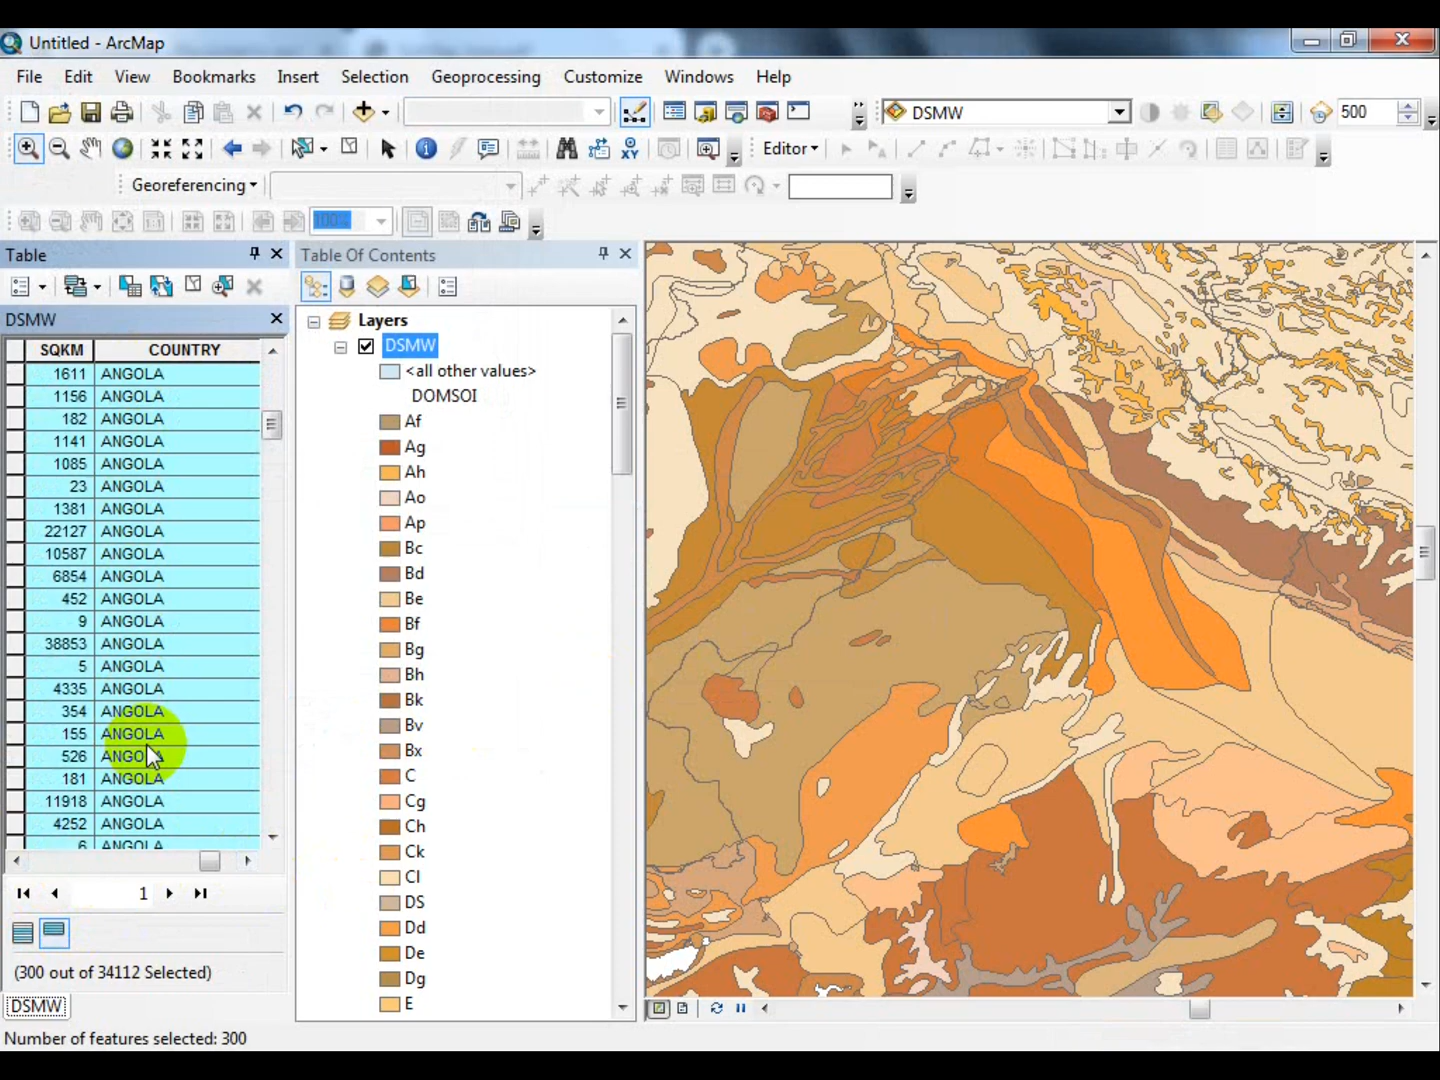 Untitled - ArcMap
File Edit View Bookmarks Insert Selection Geoprocessing Customize Windows Help
DSMW
500
Editor
Georeferencing
100%
Table
Table Of Contents
DSMW
SQKM COUNTRY
1611 ANGOLA
1156 ANGOLA
182 ANGOLA
1141 ANGOLA
1085 ANGOLA
23 ANGOLA
1381 ANGOLA
22127 ANGOLA
10587 ANGOLA
6854 ANGOLA
452 ANGOLA
9 ANGOLA
38853 ANGOLA
5 ANGOLA
4335 ANGOLA
354 ANGOLA
155 ANGOLA
526 ANGOLA
181 ANGOLA
11918 ANGOLA
4252 ANGOLA
6 ANGOLA
1
(300 out of 34112 Selected)
DSMW
Layers
DSMW
<all other values>
DOMSOI
Af
Ag
Ah
Ao
Ap
Bc
Bd
Be
Bf
Bg
Bh
Bk
Bv
Bx
C
Cg
Ch
Ck
Cl
DS
Dd
De
Dg
E
Number of features selected: 300